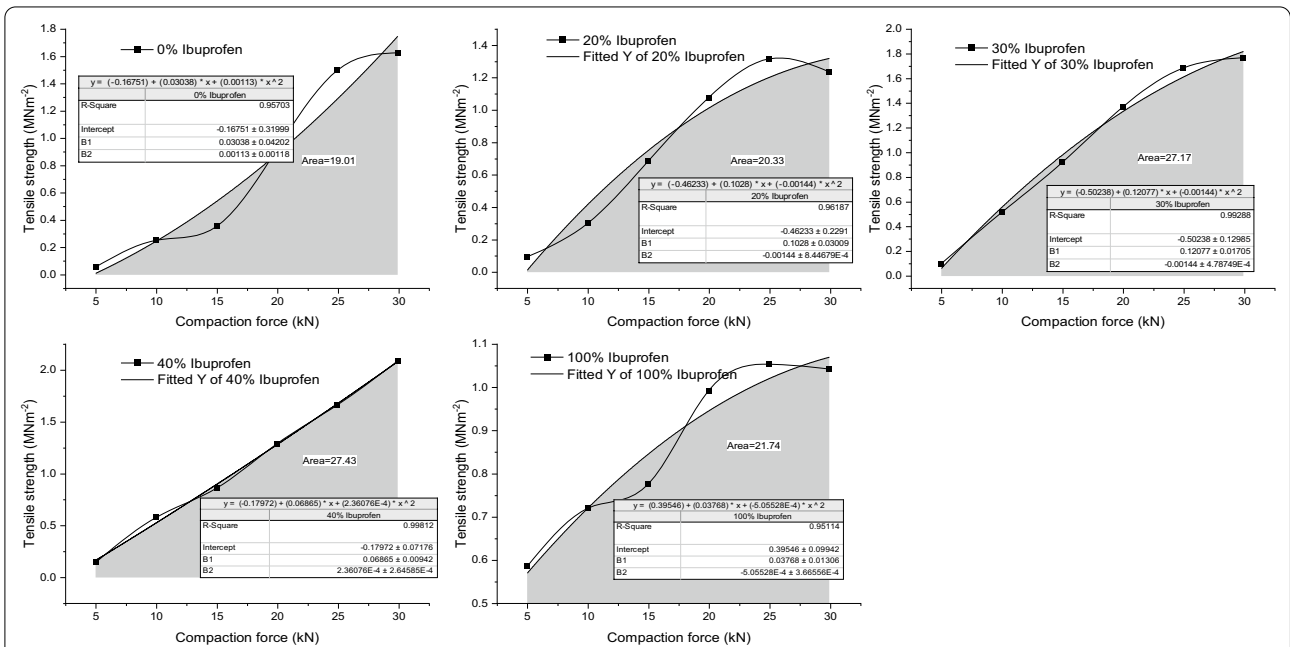 0% Ibuprofen
y = (-0.16751) + (0.03038) * x + (0.00113) * x^2
0% Ibuprofen
R-Square 0.95703
Intercept -0.16751 ± 0.31999
B1 0.03038 ± 0.04202
B2 0.00113 ± 0.00118
Area=19.01
Tensile strength (MNm-2)
1.8
1.6
1.4
1.2
1.0
0.8
0.6
0.4
0.2
0.0
5 10 15 20 25 30
Compaction force (kN)
20% Ibuprofen
Fitted Y of 20% Ibuprofen
Area=20.33
y = (-0.46233) + (0.1028) * x + (-0.00144) * x^2
20% Ibuprofen
R-Square 0.96187
Intercept -0.46233 ± 0.2291
B1 0.1028 ± 0.03009
B2 -0.00144 ± 8.44679E-4
Tensile strength (MNm-2)
1.4
1.2
1.0
0.8
0.6
0.4
0.2
0.0
5 10 15 20 25 30
Compaction force (kN)
30% Ibuprofen
Fitted Y of 30% Ibuprofen
Area=27.17
y = (-0.50238) + (0.12077) * x + (-0.00144) * x^2
30% Ibuprofen
R-Square 0.99288
Intercept -0.50238 ± 0.12985
B1 0.12077 ± 0.01705
B2 -0.00144 ± 4.78749E-4
Tensile strength (MNm-2)
2.0
1.8
1.6
1.4
1.2
1.0
0.8
0.6
0.4
0.2
0.0
5 10 15 20 25 30
Compaction force (kN)
40% Ibuprofen
Fitted Y of 40% Ibuprofen
Area=27.43
y = (-0.17972) + (0.06865) * x + (2.36076E-4) * x^2
40% Ibuprofen
R-Square 0.99812
Intercept -0.17972 ± 0.07176
B1 0.06865 ± 0.00942
B2 2.36076E-4 ± 2.64585E-4
Tensile strength (MNm-2)
2.0
1.5
1.0
0.5
0.0
5 10 15 20 25 30
Compaction force (kN)
100% Ibuprofen
Fitted Y of 100% Ibuprofen
Area=21.74
y = (0.39546) + (0.03768) * x + (-5.05528E-4) * x^2
100% Ibuprofen
R-Square 0.95114
Intercept 0.39546 ± 0.09942
B1 0.03768 ± 0.01306
B2 -5.05528E-4 ± 3.66556E-4
Tensile strength (MNm-2)
1.1
1.0
0.9
0.8
0.7
0.6
0.5
5 10 15 20 25 30
Compaction force (kN)